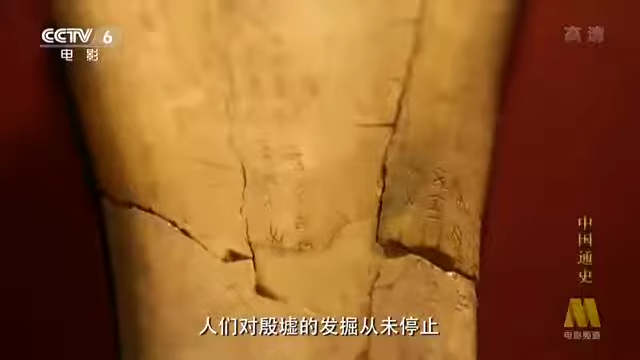 CCTV 6
电影
高清
中国通史
电影频道
人们对殷墟的发掘从未停止